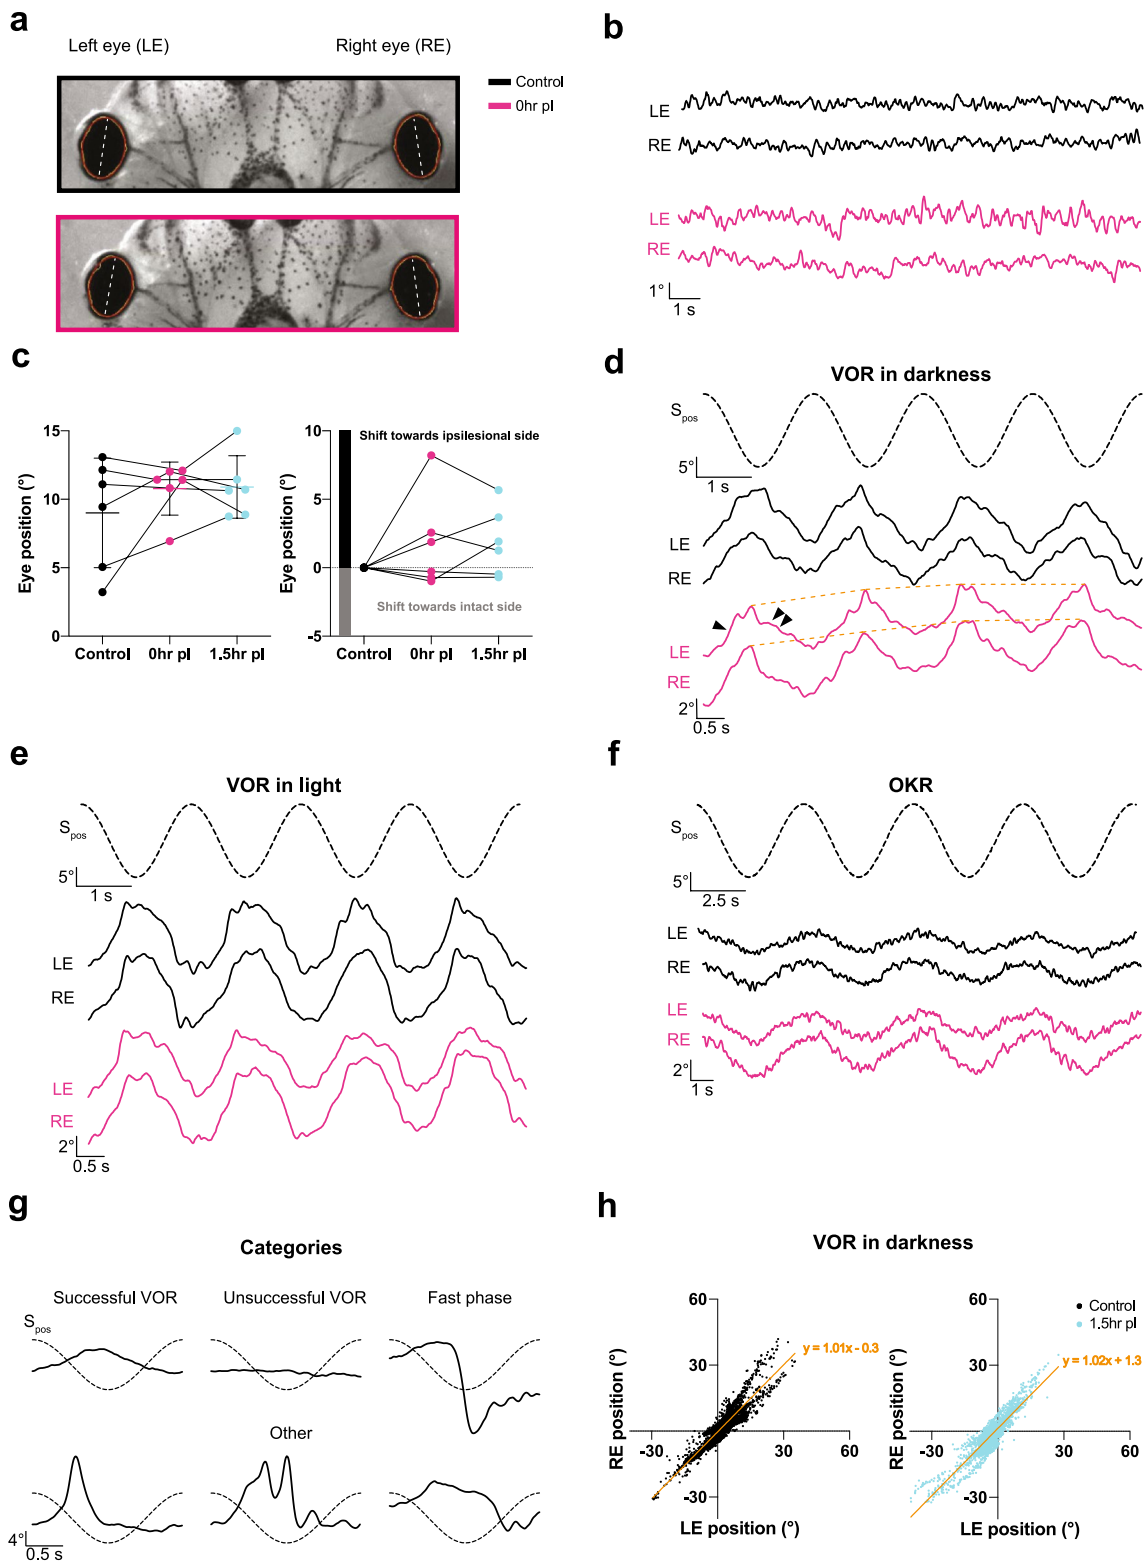 a
Left eye (LE)
Right eye (RE)
Control
0hr pl
b
LE
RE
LE
RE
1°
1 s
c
Eye position (°)
15
10
5
0
Control
0hr pl
1.5hr pl
Eye position (°)
10
5
0
-5
Shift towards ipsilesional side
Shift towards intact side
Control
0hr pl
1.5hr pl
d
VOR in darkness
Spos
5°
1 s
LE
RE
LE
RE
2°
0.5 s
e
VOR in light
Spos
5°
1 s
LE
RE
LE
RE
2°
0.5 s
f
OKR
Spos
5°
2.5 s
LE
RE
LE
RE
2°
1 s
g
Categories
Successful VOR
Unsuccessful VOR
Fast phase
Spos
Other
4°
0.5 s
h
VOR in darkness
RE position (°)
60
30
-30
-30
30
60
y = 1.01x - 0.3
LE position (°)
RE position (°)
60
30
-30
-30
30
60
Control
1.5hr pl
y = 1.02x + 1.3
LE position (°)